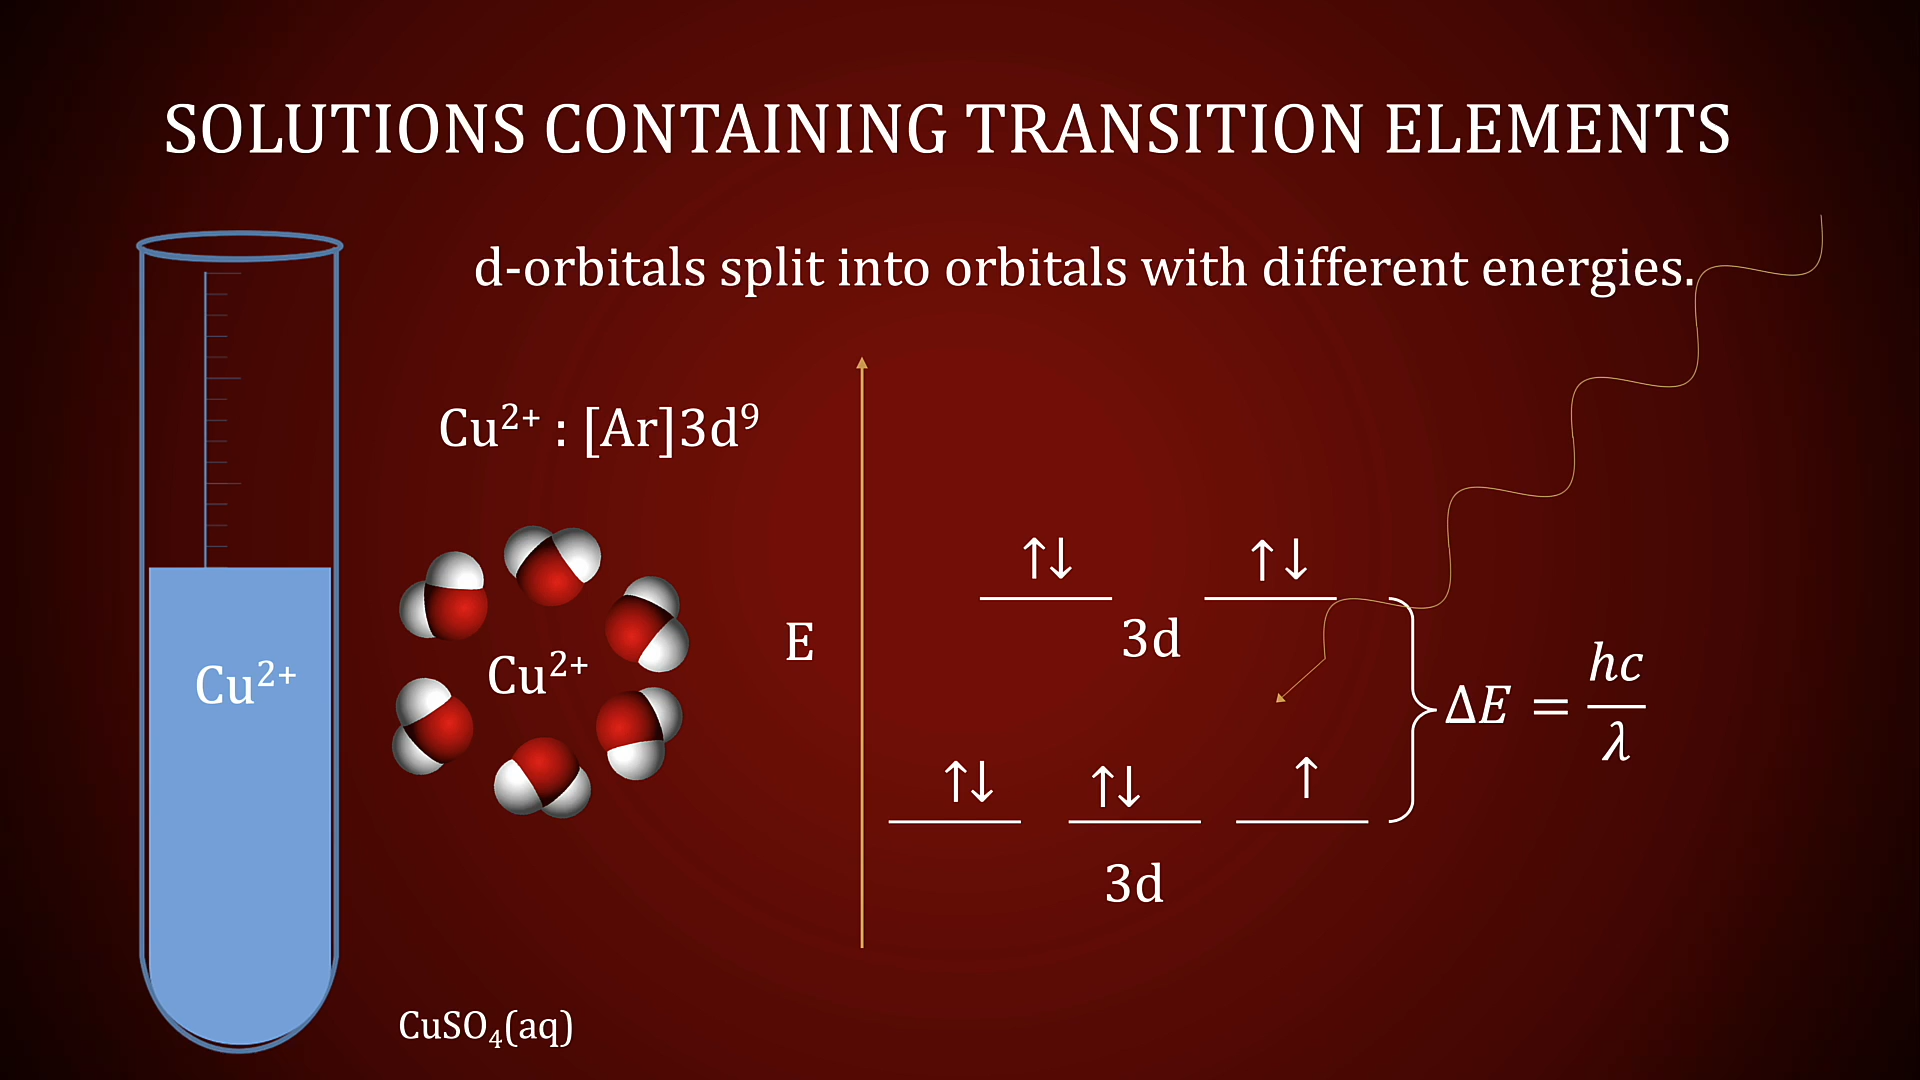 SOLUTIONS CONTAINING TRANSITION ELEMENTS
d-orbitals split into orbitals with different energies.
Cu²⁺ : [Ar]3d⁹
↑↓ ↑↓
E
3d
Cu²⁺
Cu²⁺
ΔE = hc/λ
↑↓ ↑↓ ↑
3d
CuSO₄(aq)